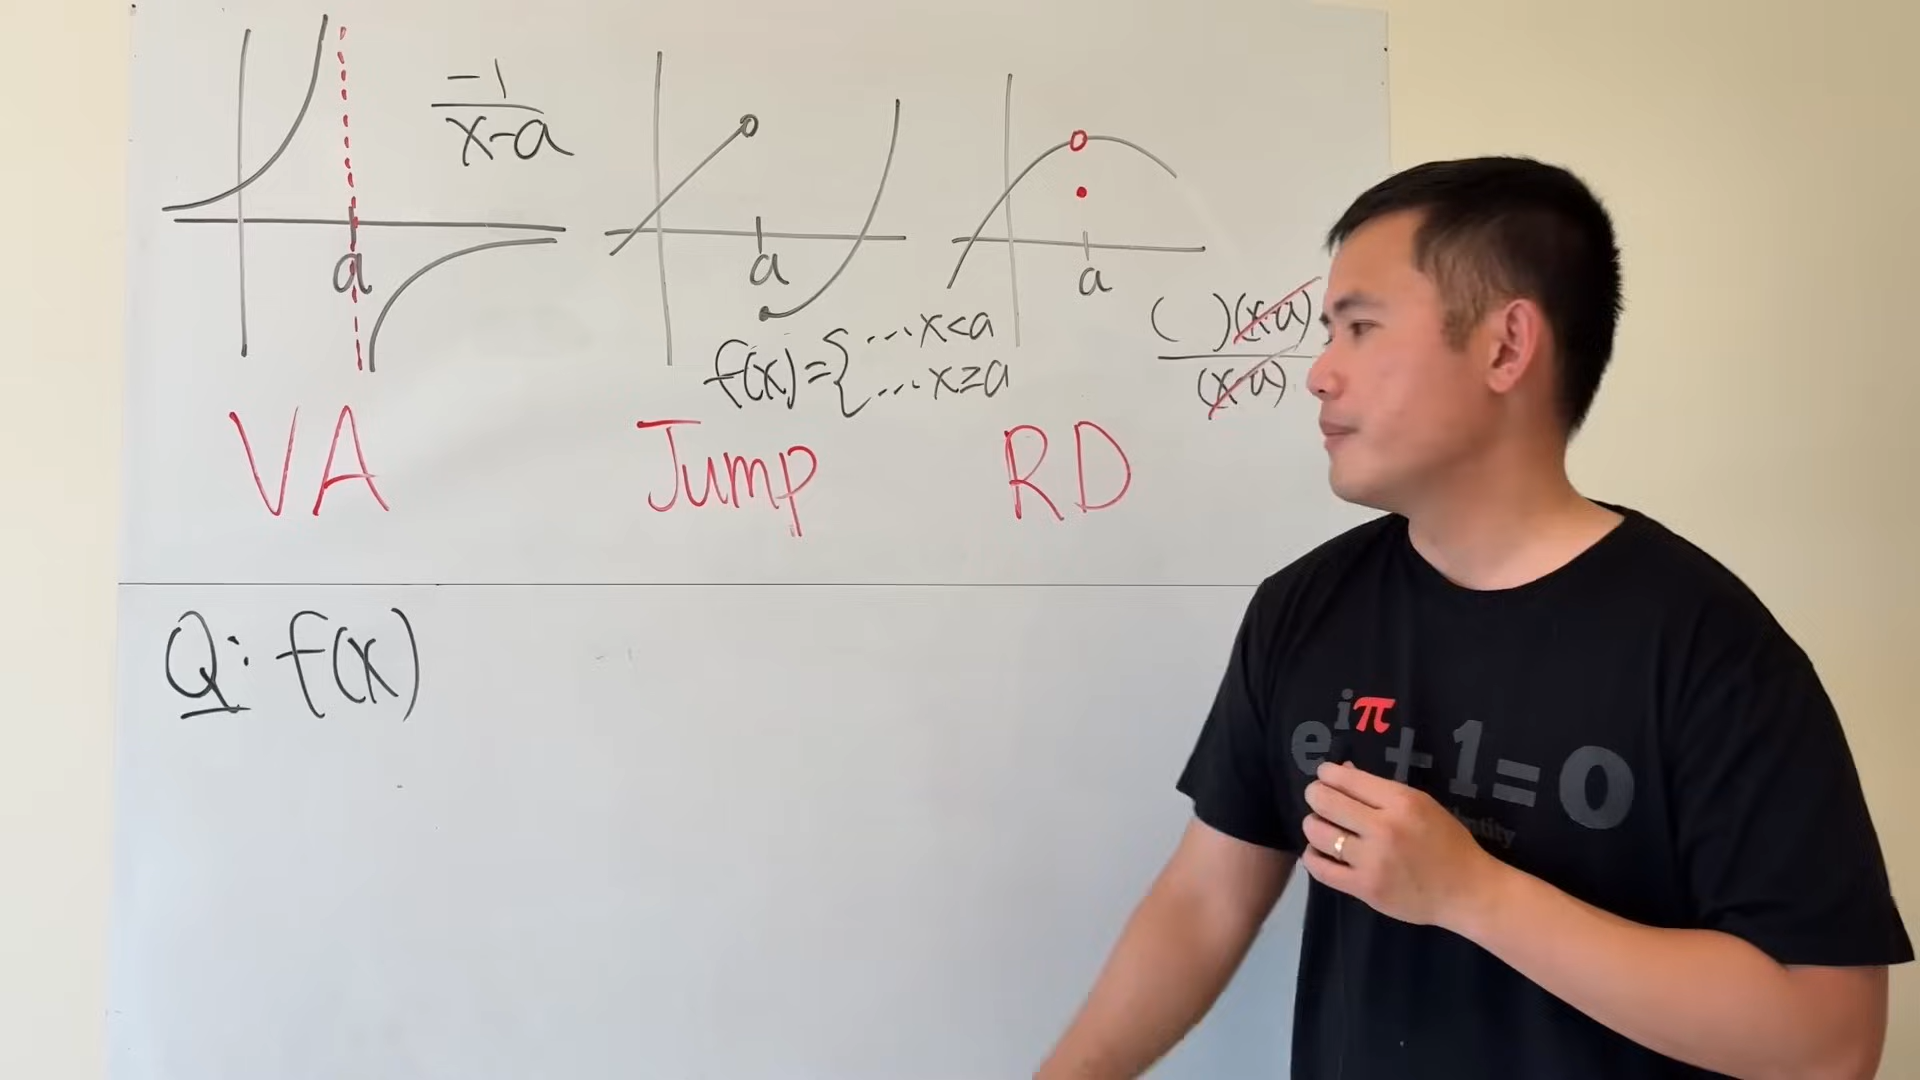 -1
x-a
a
a
f(x)={...x<a
...x≥a
a
( )(x-a)
(x-a)
VA
Jump
RD
Q: f(x)
e^iπ+1=0